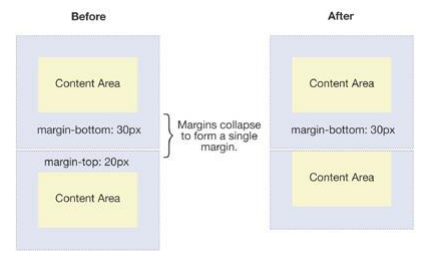 Before
After
Content Area
margin-bottom: 30px
margin-top: 20px
Content Area
Margins collapse
to form a single
margin.
Content Area
margin-bottom: 30px
Content Area